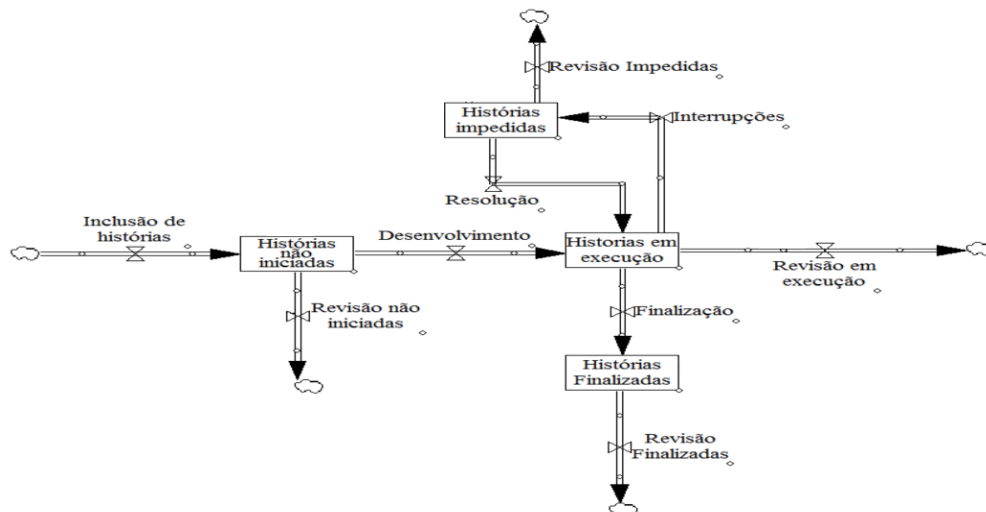 Revisão Impedidas
Histórias
impedidas
Interrupções
Resolução
Inclusão de
histórias
Histórias
não
iniciadas
Desenvolvimento
Historias em
execução
Revisão em
execução
Revisão não
iniciadas
Finalização
Histórias
Finalizadas
Revisão
Finalizadas